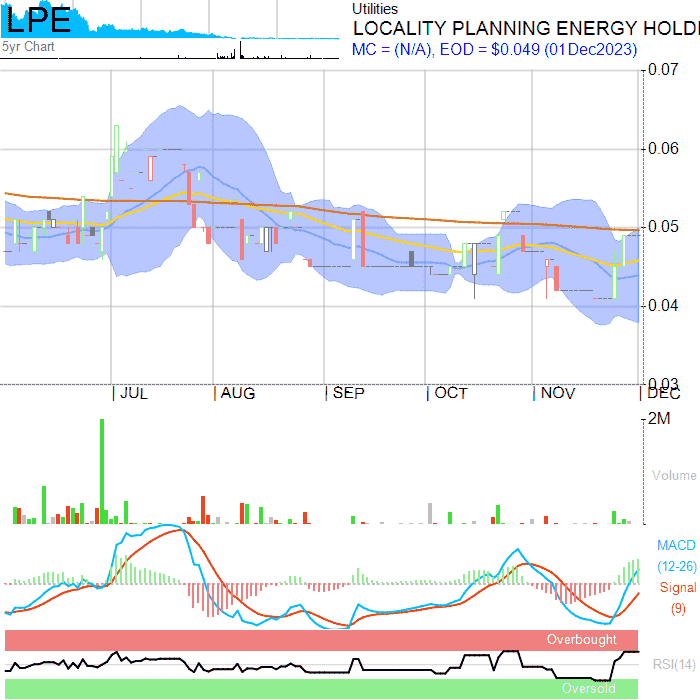 LPE
5yr Chart
Utilities
LOCALITY PLANNING ENERGY HOLDI
MC = (N/A), EOD = $0.049 (01Dec2023)
0.07
0.06
0.05
0.04
0.03
JUL AUG SEP OCT NOV DEC
2M
Volume
MACD
(12-26)
Signal
(9)
Overbought
RSI(14)
Oversold